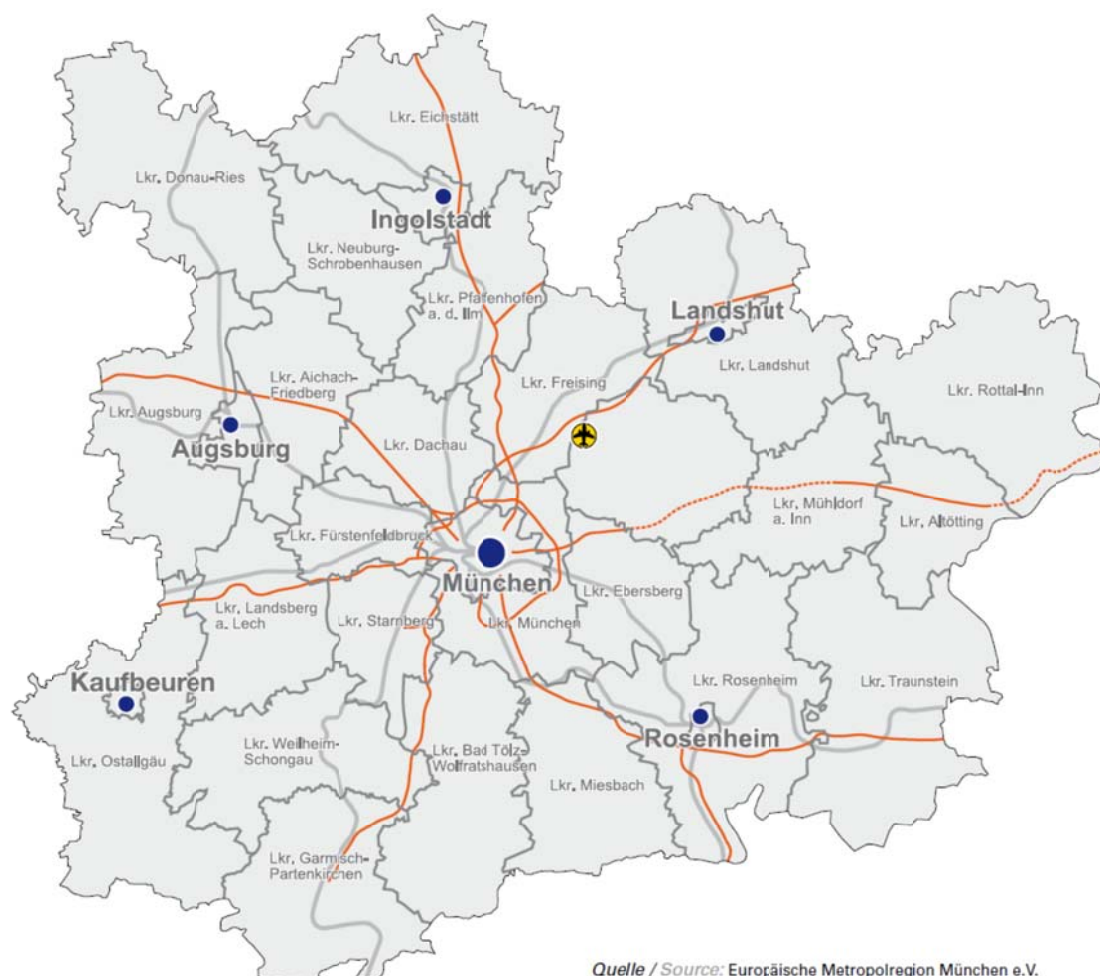 Lkr. Eichstätt
Lkr. Donau-Ries
Ingolstadt
Lkr. Neuburg-
Schrobenhausen
Lkr. Pfafenhofen
a. d. Ilm
Landshut
Lkr. Landshut
Lkr. Aichach-
Friedberg
Lkr. Freising
Lkr. Rottal-Inn
Lkr. Augsburg
Augsburg
Lkr. Dachau
Lkr. Mühldorf
a. Inn
Lkr. Altötting
Lkr. Fürstenfeldbruck
München
Lkr. Ebersberg
Lkr. Landsberg
a. Lech
Lkr. Starnberg
Lkr. München
Kaufbeuren
Lkr. Rosenheim
Lkr. Traunstein
Rosenheim
Lkr. Ostallgäu
Lkr. Weilheim-
Schongau
Lkr. Bad Tölz-
Wolfratshausen
Lkr. Miesbach
Lkr. Garmisch-
Partenkirchen
Quelle / Source: Europäische Metropolregion München e.V.